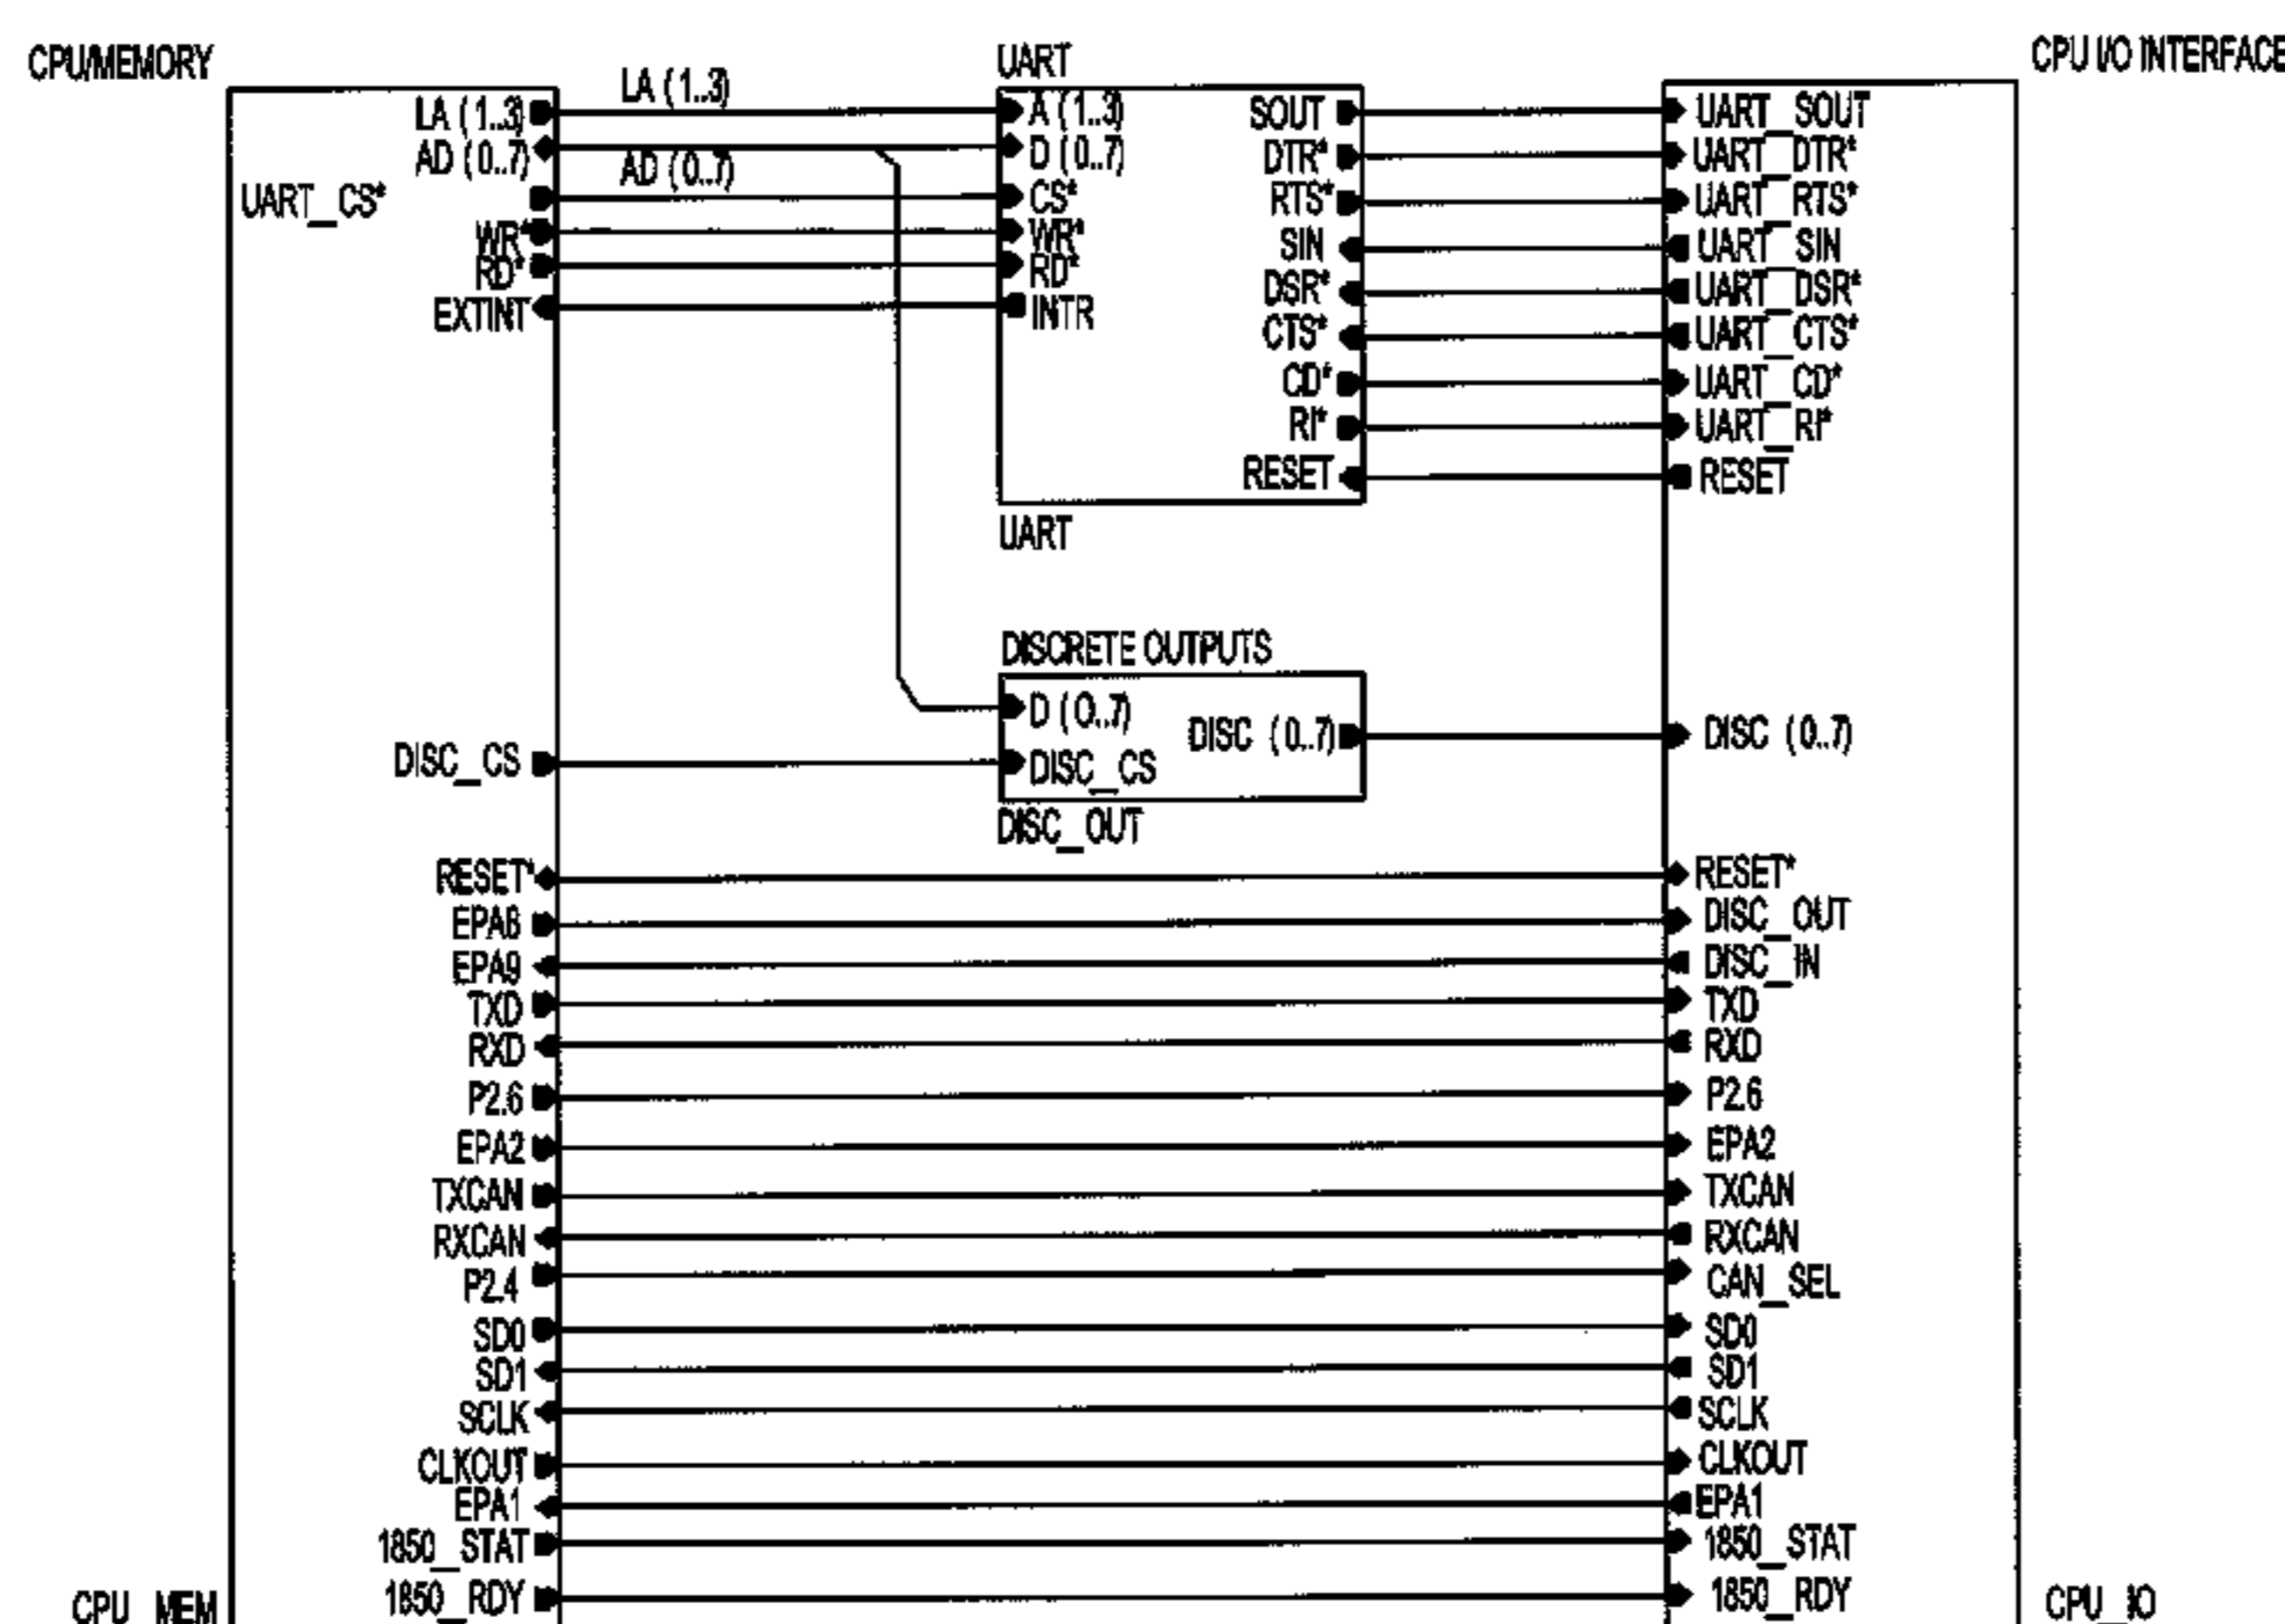 CPU/MEMORY
LA (1..3)
AD (0..7)
UART_CS*
WR*
RD*
EXTINT
DISC_CS
RESET*
EPA8
EPA9
TXD
RXD
P2.6
EPA2
TXCAN
RXCAN
P2.4
SD0
SD1
SCLK
CLKOUT
EPA1
1850_STAT
1850_RDY
CPU_MEM
LA (1..3)
AD (0..7)
UART
A (1..3)
D (0..7)
CS*
WR*
RD*
INTR
SOUT
DTR*
RTS*
SIN
DSR*
CTS*
CD*
RI*
RESET
UART
DISCRETE OUTPUTS
D (0..7)
DISC_CS
DISC (0..7)
DISC_OUT
CPU I/O INTERFACE
UART_SOUT
UART_DTR*
UART_RTS*
UART_SIN
UART_DSR*
UART_CTS*
UART_CD*
UART_RI*
RESET
DISC (0..7)
RESET*
DISC_OUT
DISC_IN
TXD
RXD
P2.6
EPA2
TXCAN
RXCAN
CAN_SEL
SD0
SD1
SCLK
CLKOUT
EPA1
1850_STAT
1850_RDY
CPU_IO